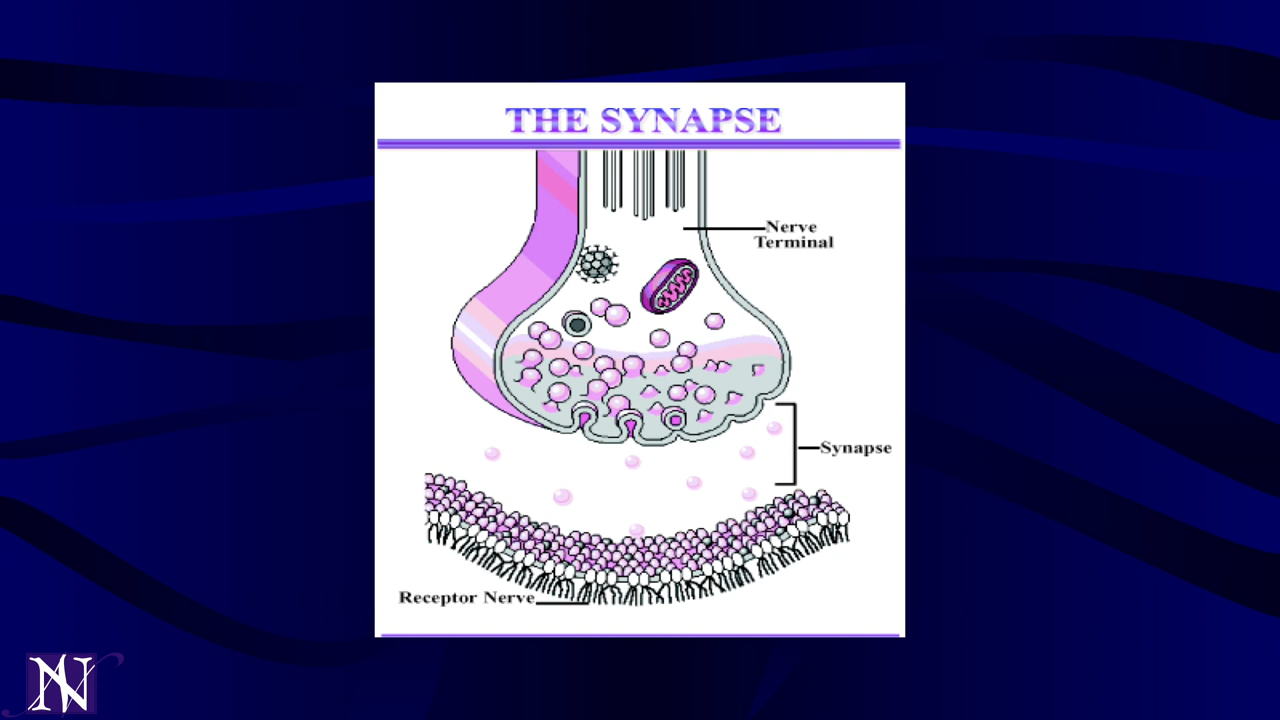 THE SYNAPSE
Nerve
Terminal
Synapse
Receptor Nerve
N